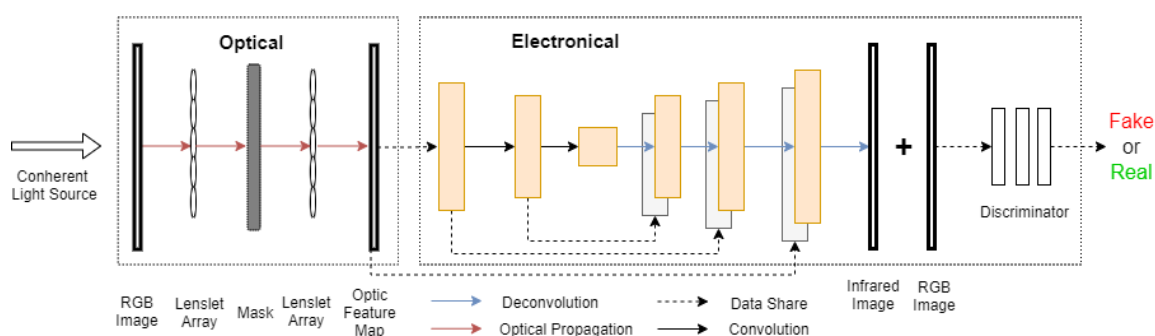 Optical
Electronical
Conherent
Light Source
Fake
or
Real
+
Discriminator
RGB
Image
Lenslet
Array
Mask
Lenslet
Array
Optic
Feature
Map
Infrared
Image
RGB
Image
Deconvolution
Data Share
Optical Propagation
Convolution